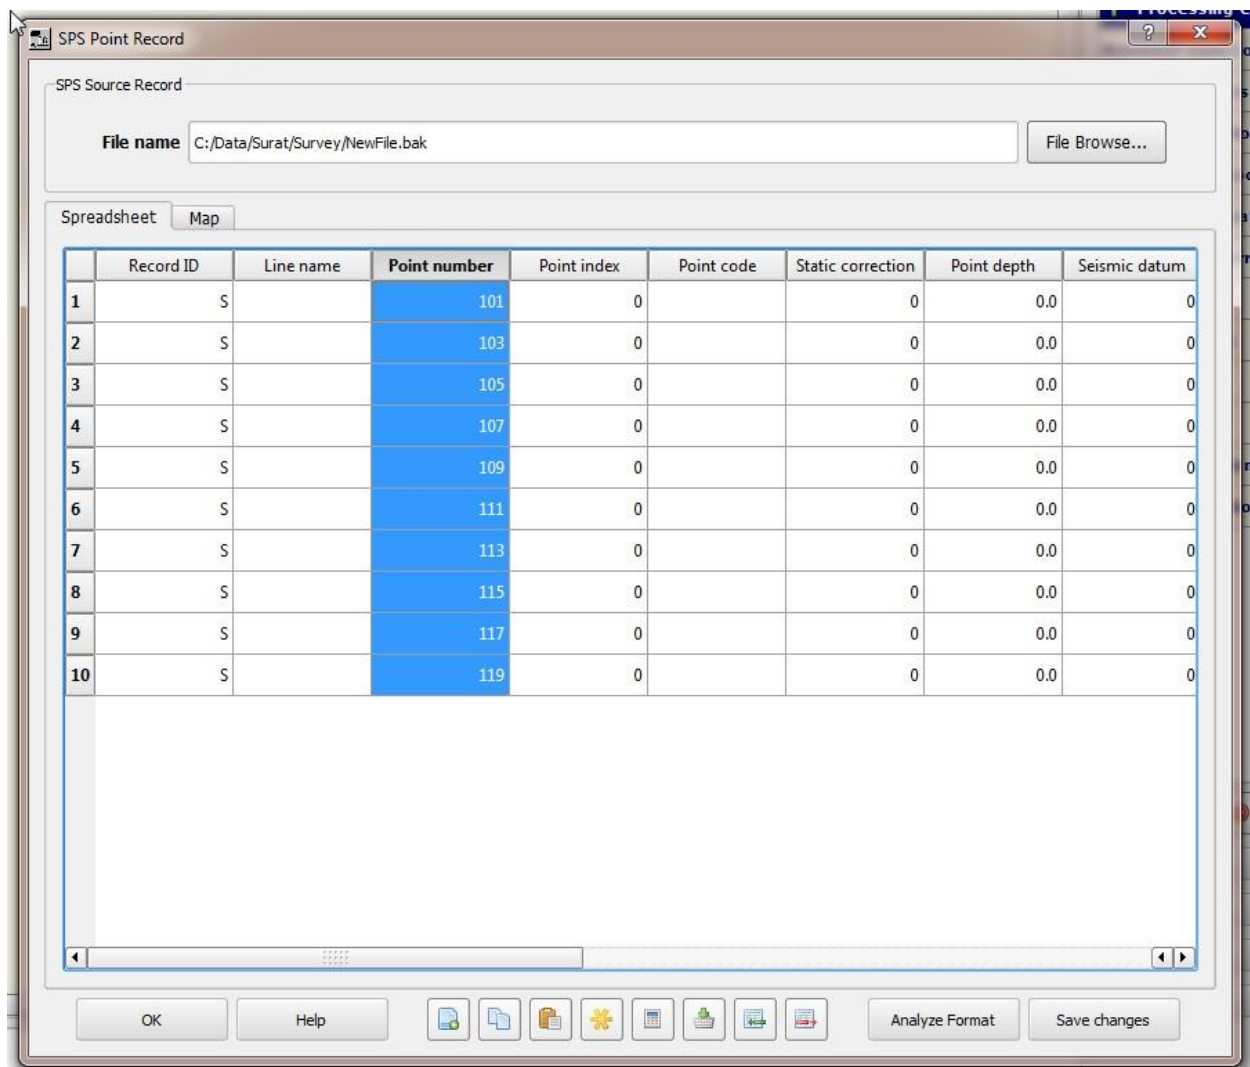 Processing
SPS Point Record
SPS Source Record
File name C:/Data/Surat/Survey/NewFile.bak File Browse...
Spreadsheet Map
Record ID Line name Point number Point index Point code Static correction Point depth Seismic datum
1 S 101 0 0 0.0 0
2 S 103 0 0 0.0 0
3 S 105 0 0 0.0 0
4 S 107 0 0 0.0 0
5 S 109 0 0 0.0 0
6 S 111 0 0 0.0 0
7 S 113 0 0 0.0 0
8 S 115 0 0 0.0 0
9 S 117 0 0 0.0 0
10 S 119 0 0 0.0 0
OK Help Analyze Format Save changes